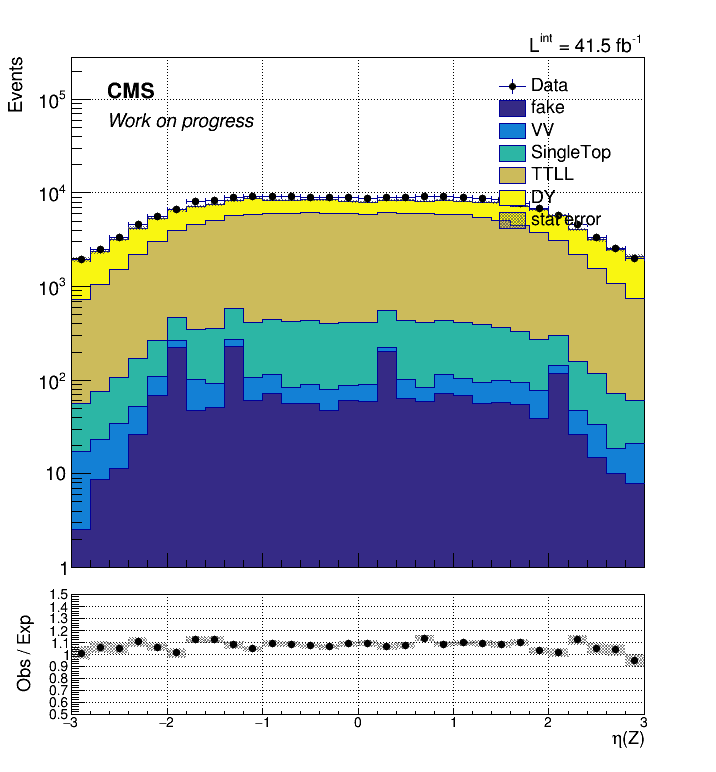 L^int = 41.5 fb^-1
Events
CMS
Work on progress
Data
fake
VV
SingleTop
TTLL
DY
stat error
10^5
10^4
10^3
10^2
10
1
Obs / Exp
1.5
1.4
1.3
1.2
1.1
1
0.9
0.8
0.7
0.6
0.5
−3 −2 −1 0 1 2 3
η(Z)